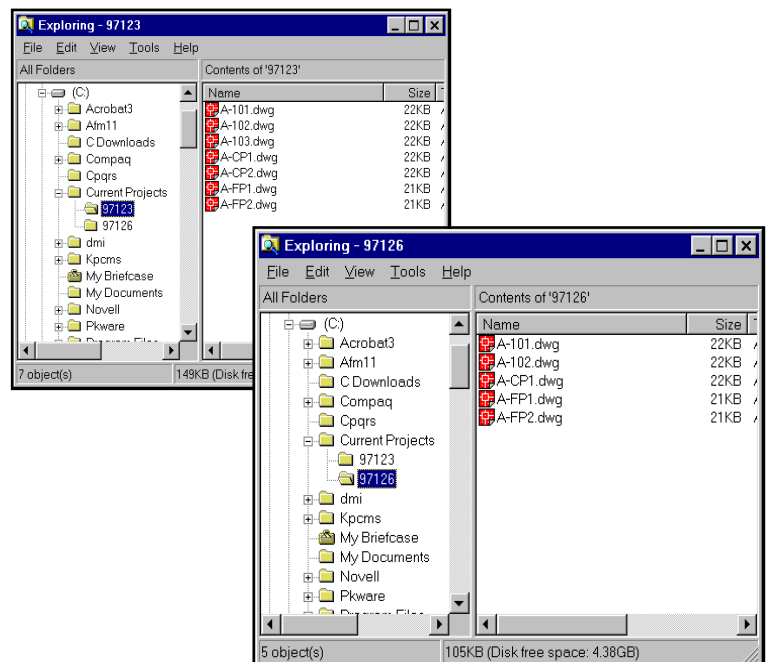 Exploring - 97123
File Edit View Tools Help
All Folders
Contents of '97123'
(C:)
Acrobat3
Afm11
C Downloads
Compaq
Cpqrs
Current Projects
97123
97126
dmi
Kpcms
My Briefcase
My Documents
Novell
Pkware
Program Files
Name Size
A-101.dwg 22KB
A-102.dwg 22KB
A-103.dwg 22KB
A-CP1.dwg 22KB
A-CP2.dwg 22KB
A-FP1.dwg 21KB
A-FP2.dwg 21KB
7 object(s)
149KB (Disk fre
Exploring - 97126
File Edit View Tools Help
All Folders
Contents of '97126'
(C:)
Acrobat3
Afm11
C Downloads
Compaq
Cpqrs
Current Projects
97123
97126
dmi
Kpcms
My Briefcase
My Documents
Novell
Pkware
Program Files
Name Size
A-101.dwg 22KB
A-102.dwg 22KB
A-CP1.dwg 22KB
A-FP1.dwg 21KB
A-FP2.dwg 21KB
5 object(s)
105KB (Disk free space: 4.38GB)